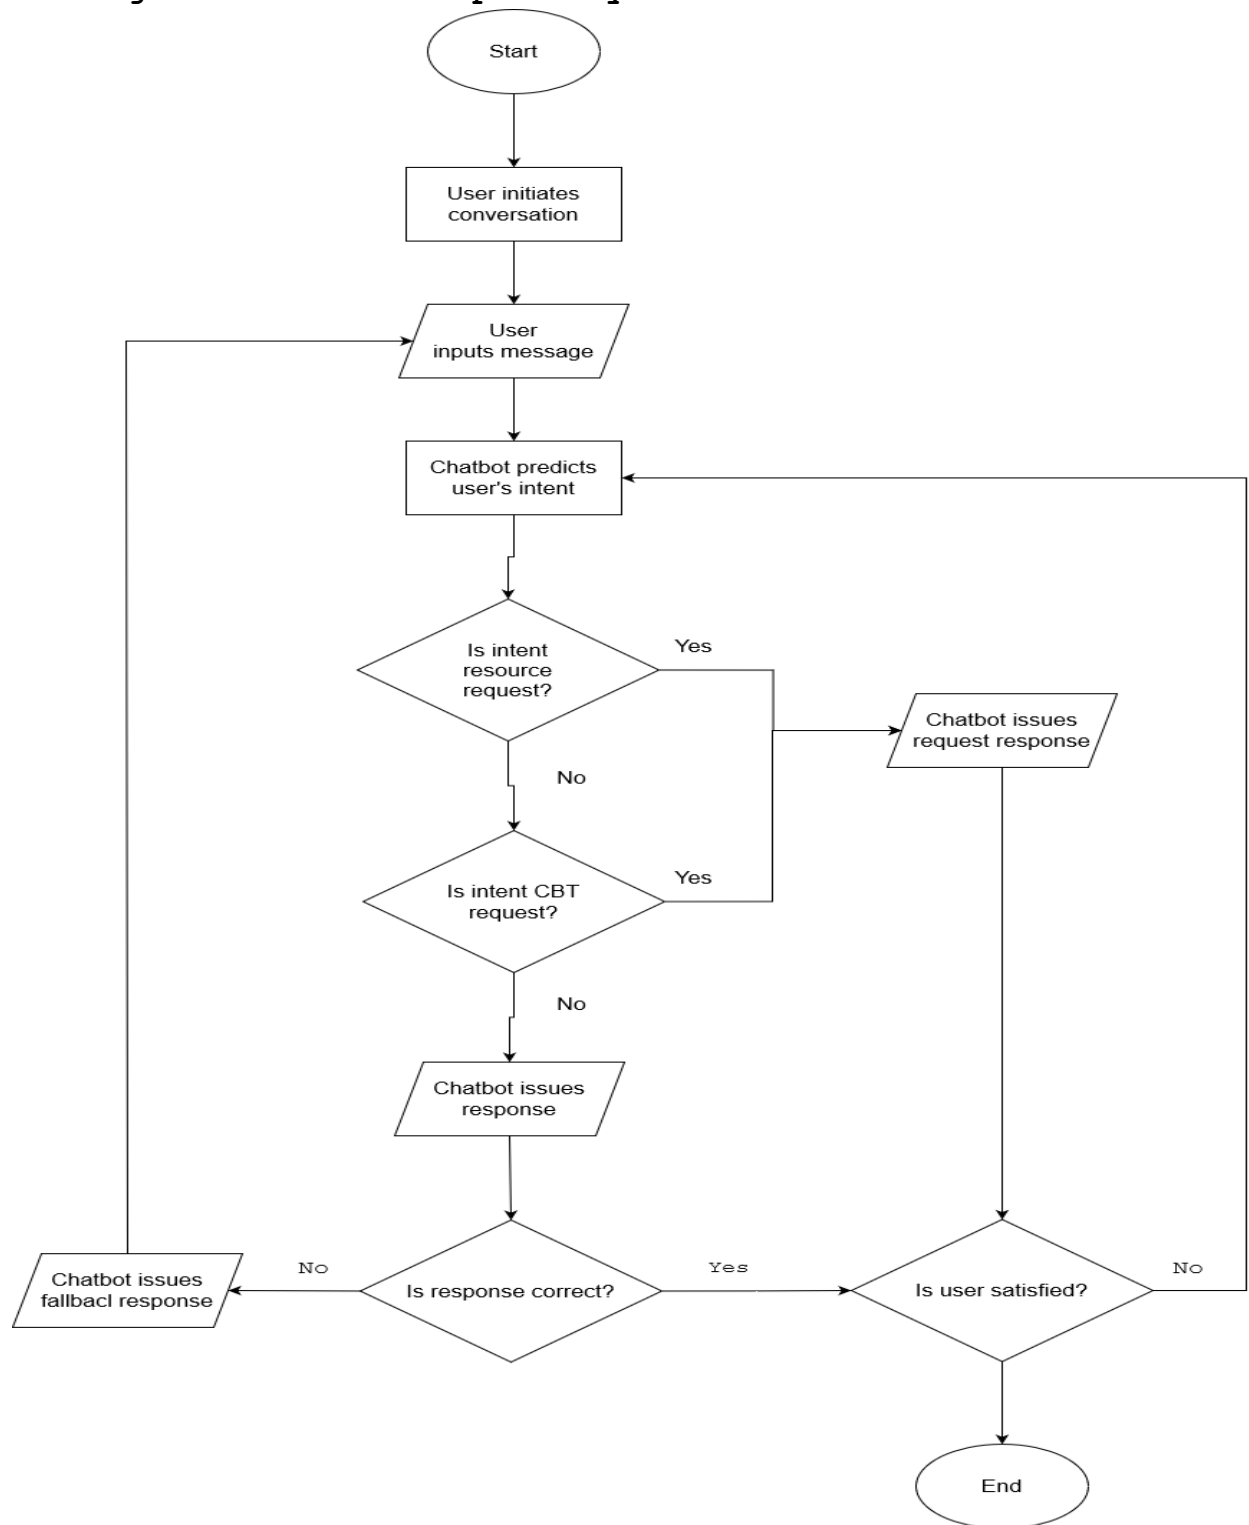 Start
User initiates
conversation
User
inputs message
Chatbot predicts
user's intent
Is intent
resource
request?
Yes
Chatbot issues
request response
No
Is intent CBT
request?
Yes
No
Chatbot issues
response
Is response correct?
No
Yes
Chatbot issues
fallbacl response
Is user satisfied?
No
End